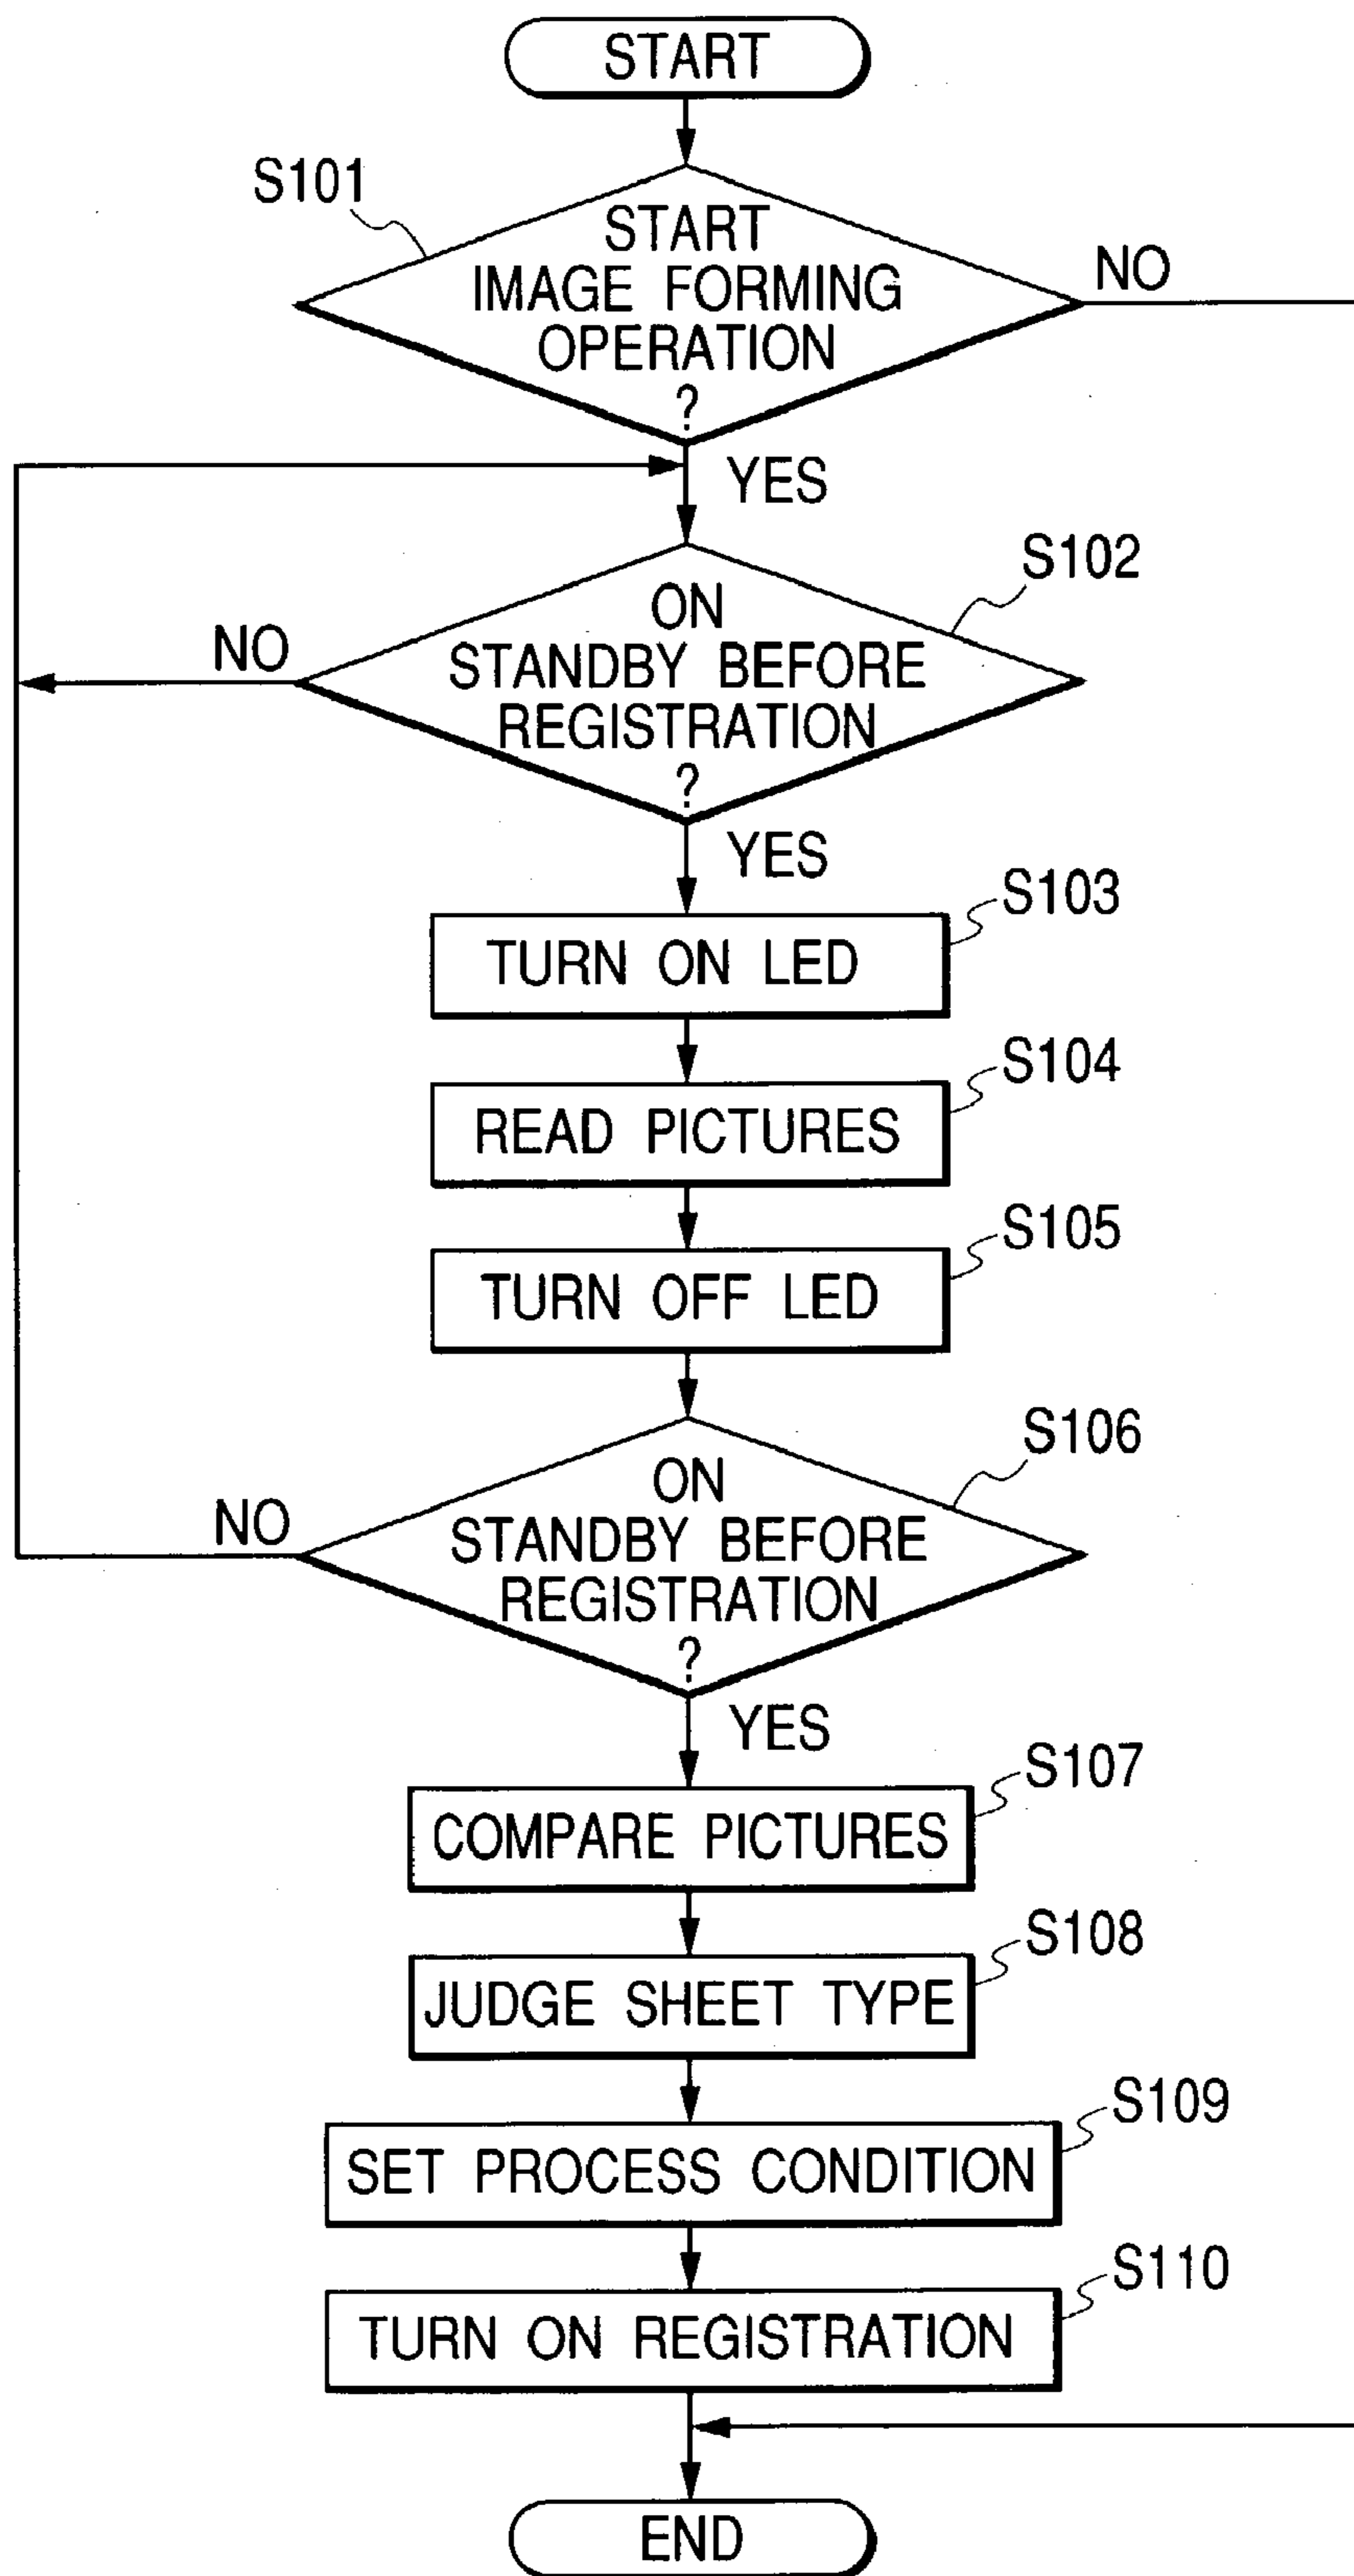 START
S101
START
IMAGE FORMING
OPERATION
?
NO
YES
S102
ON
STANDBY BEFORE
REGISTRATION
?
NO
YES
S103
TURN ON LED
S104
READ PICTURES
S105
TURN OFF LED
S106
ON
STANDBY BEFORE
REGISTRATION
?
NO
YES
S107
COMPARE PICTURES
S108
JUDGE SHEET TYPE
S109
SET PROCESS CONDITION
S110
TURN ON REGISTRATION
END